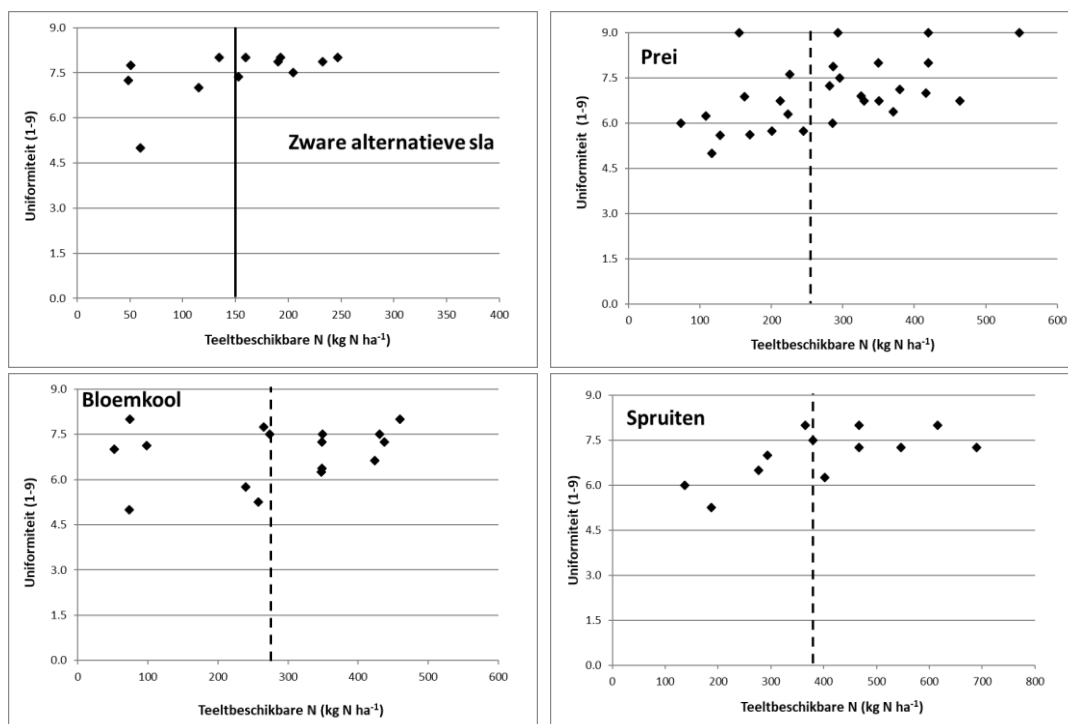 9.0
7.5
6.0
4.5
3.0
1.5
0.0
Uniformiteit (1-9)
Zware alternatieve sla
0 50 100 150 200 250 300 350 400
Teeltbeschikbare N (kg N ha⁻¹)
9.0
7.5
6.0
4.5
3.0
1.5
0.0
Uniformiteit (1-9)
Prei
0 100 200 300 400 500 600
Teeltbeschikbare N (kg N ha⁻¹)
9.0
7.5
6.0
4.5
3.0
1.5
0.0
Uniformiteit (1-9)
Bloemkool
0 100 200 300 400 500 600
Teeltbeschikbare N (kg N ha⁻¹)
9.0
7.5
6.0
4.5
3.0
1.5
0.0
Uniformiteit (1-9)
Spruiten
0 100 200 300 400 500 600 700 800
Teeltbeschikbare N (kg N ha⁻¹)